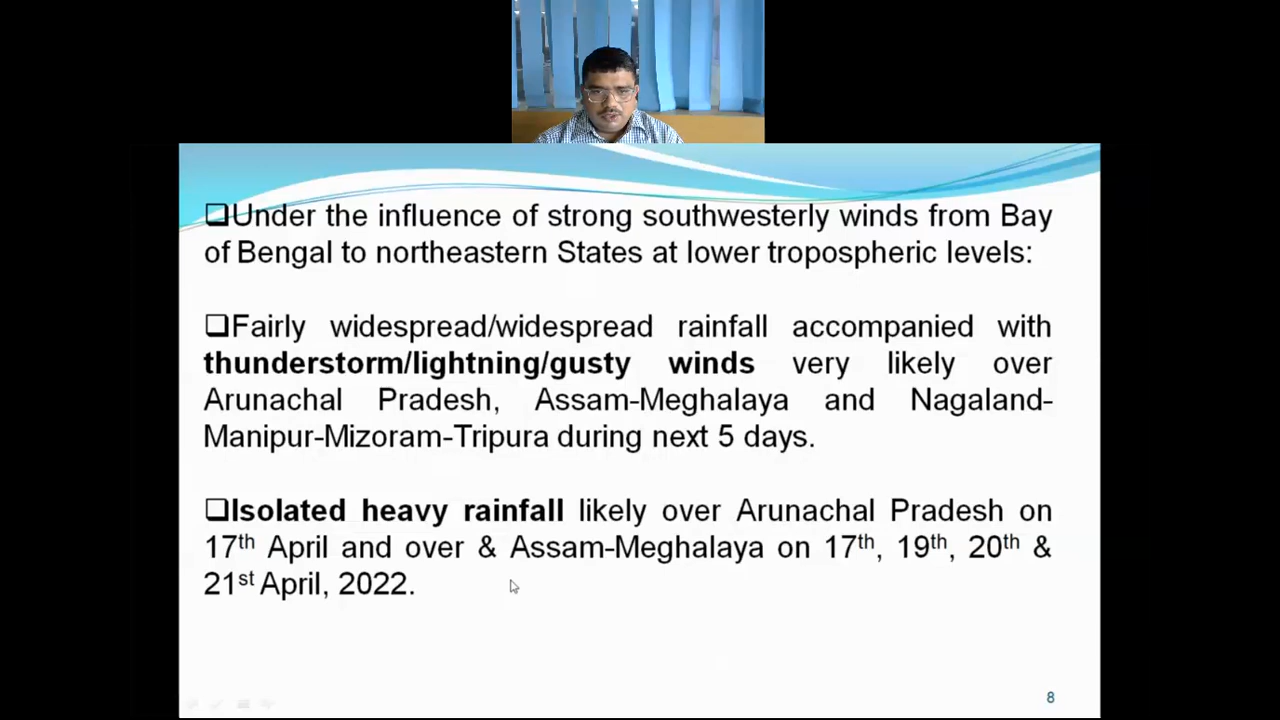 ❑Under the influence of strong southwesterly winds from Bay
of Bengal to northeastern States at lower tropospheric levels:
❑Fairly widespread/widespread rainfall accompanied with
thunderstorm/lightning/gusty winds very likely over
Arunachal Pradesh, Assam-Meghalaya and Nagaland-
Manipur-Mizoram-Tripura during next 5 days.
❑Isolated heavy rainfall likely over Arunachal Pradesh on
17th April and over & Assam-Meghalaya on 17th, 19th, 20th &
21st April, 2022.
8